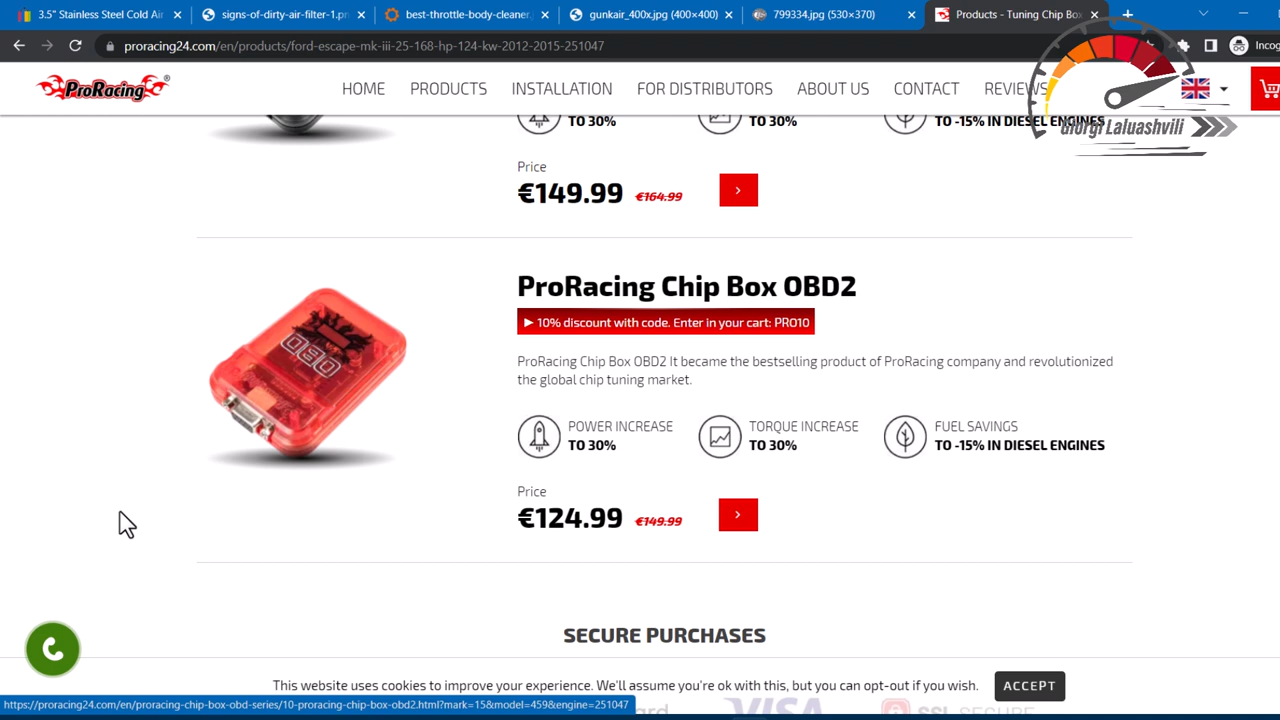 3.5" Stainless Steel Cold Air
signs-of-dirty-air-filter-1.pn
best-throttle-body-cleaner.
gunkair_400x.jpg (400×400)
799334.jpg (530×370)
Products - Tuning Chip Box
proracing24.com/en/products/ford-escape-mk-iii-25-168-hp-124-kw-2012-2015-251047
Incog
ProRacing®
HOME
PRODUCTS
INSTALLATION
FOR DISTRIBUTORS
ABOUT US
CONTACT
REVIEWS
Giorgi Laluashvili
TO 30%
TO 30%
TO -15% IN DIESEL ENGINES
Price
€149.99 €164.99
ProRacing Chip Box OBD2
► 10% discount with code. Enter in your cart: PRO10
ProRacing Chip Box OBD2 It became the bestselling product of ProRacing company and revolutionized
the global chip tuning market.
OBD
POWER INCREASE
TO 30%
TORQUE INCREASE
TO 30%
FUEL SAVINGS
TO -15% IN DIESEL ENGINES
Price
€124.99 €149.99
SECURE PURCHASES
This website uses cookies to improve your experience. We'll assume you're ok with this, but you can opt-out if you wish.
ACCEPT
https://proracing24.com/en/proracing-chip-box-obd-series/10-proracing-chip-box-obd2.html?mark=15&model=459&engine=251047
VISA
SSL SECURE